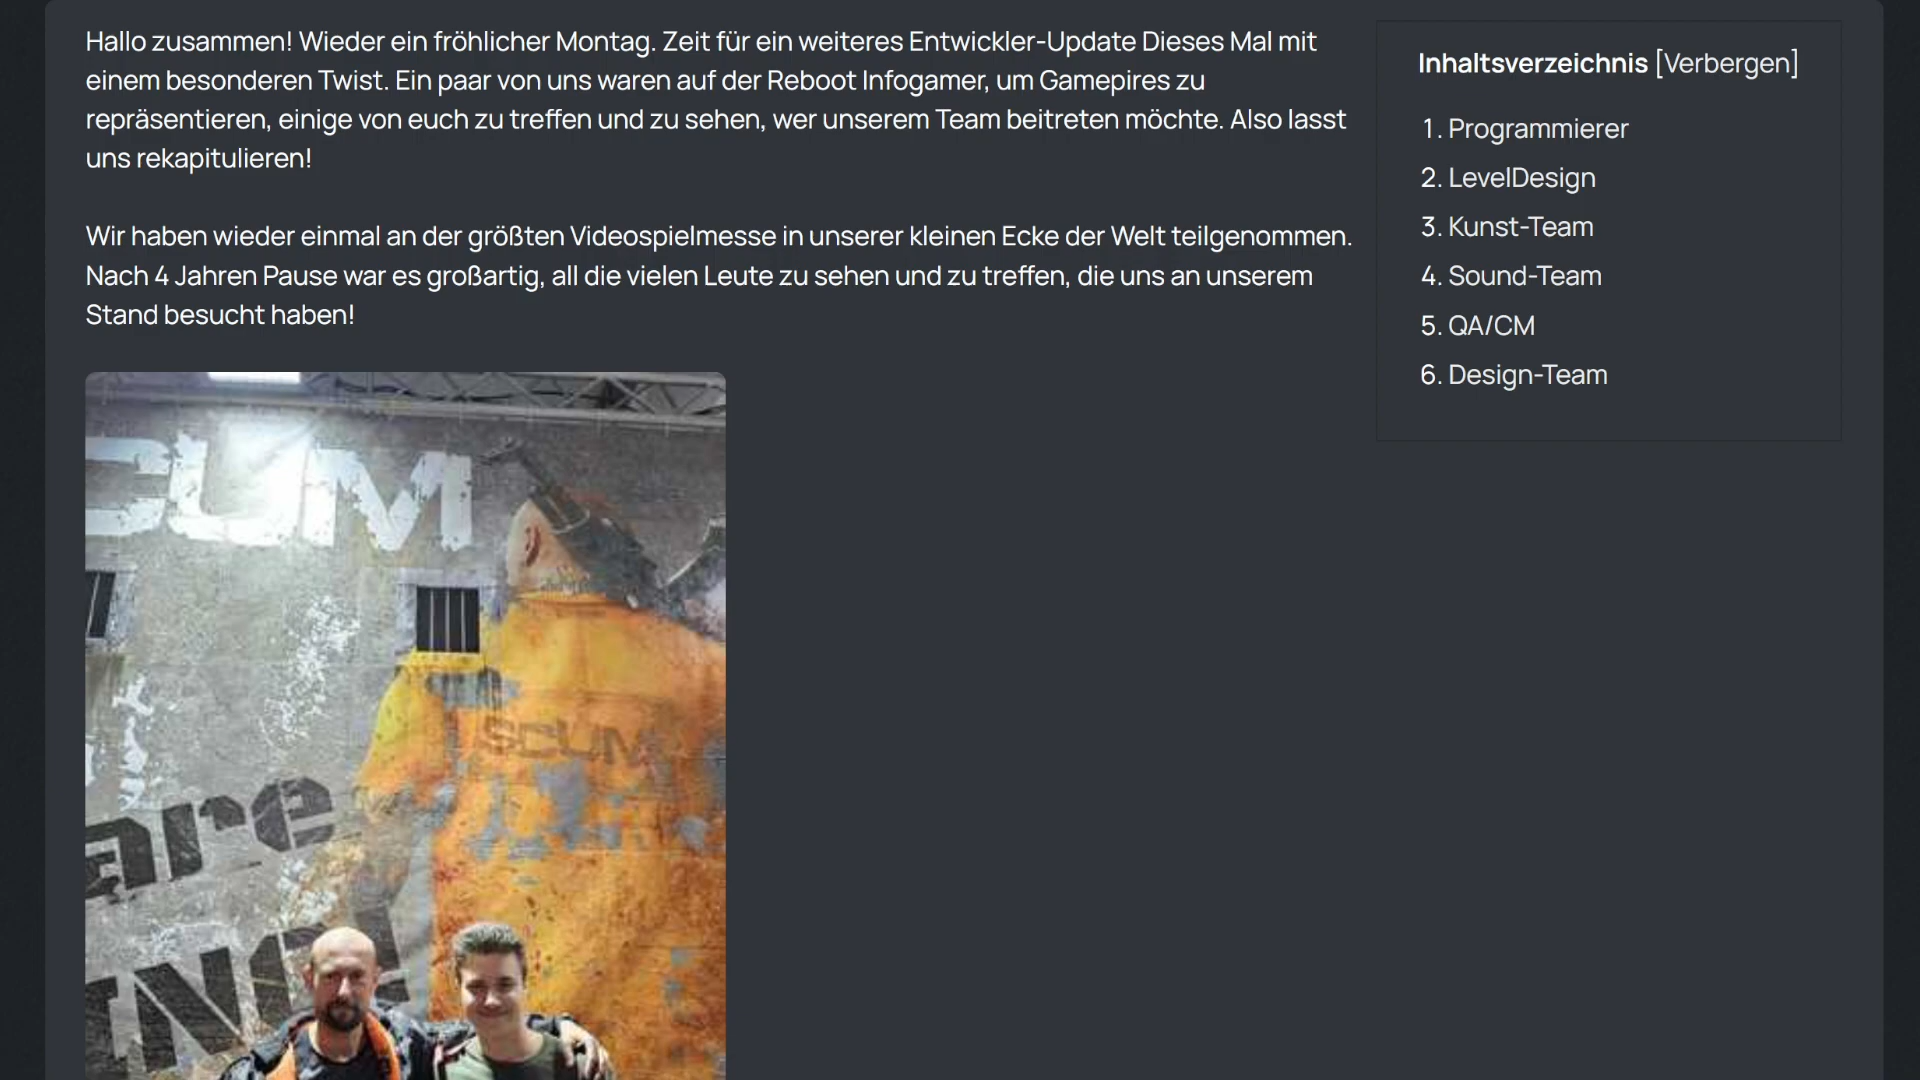 Hallo zusammen! Wieder ein fröhlicher Montag. Zeit für ein weiteres Entwickler-Update Dieses Mal mit
einem besonderen Twist. Ein paar von uns waren auf der Reboot Infogamer, um Gamepires zu
repräsentieren, einige von euch zu treffen und zu sehen, wer unserem Team beitreten möchte. Also lasst
uns rekapitulieren!
Wir haben wieder einmal an der größten Videospielmesse in unserer kleinen Ecke der Welt teilgenommen.
Nach 4 Jahren Pause war es großartig, all die vielen Leute zu sehen und zu treffen, die uns an unserem
Stand besucht haben!
Inhaltsverzeichnis [Verbergen]
1. Programmierer
2. LevelDesign
3. Kunst-Team
4. Sound-Team
5. QA/CM
6. Design-Team
CUM
SCUM
are